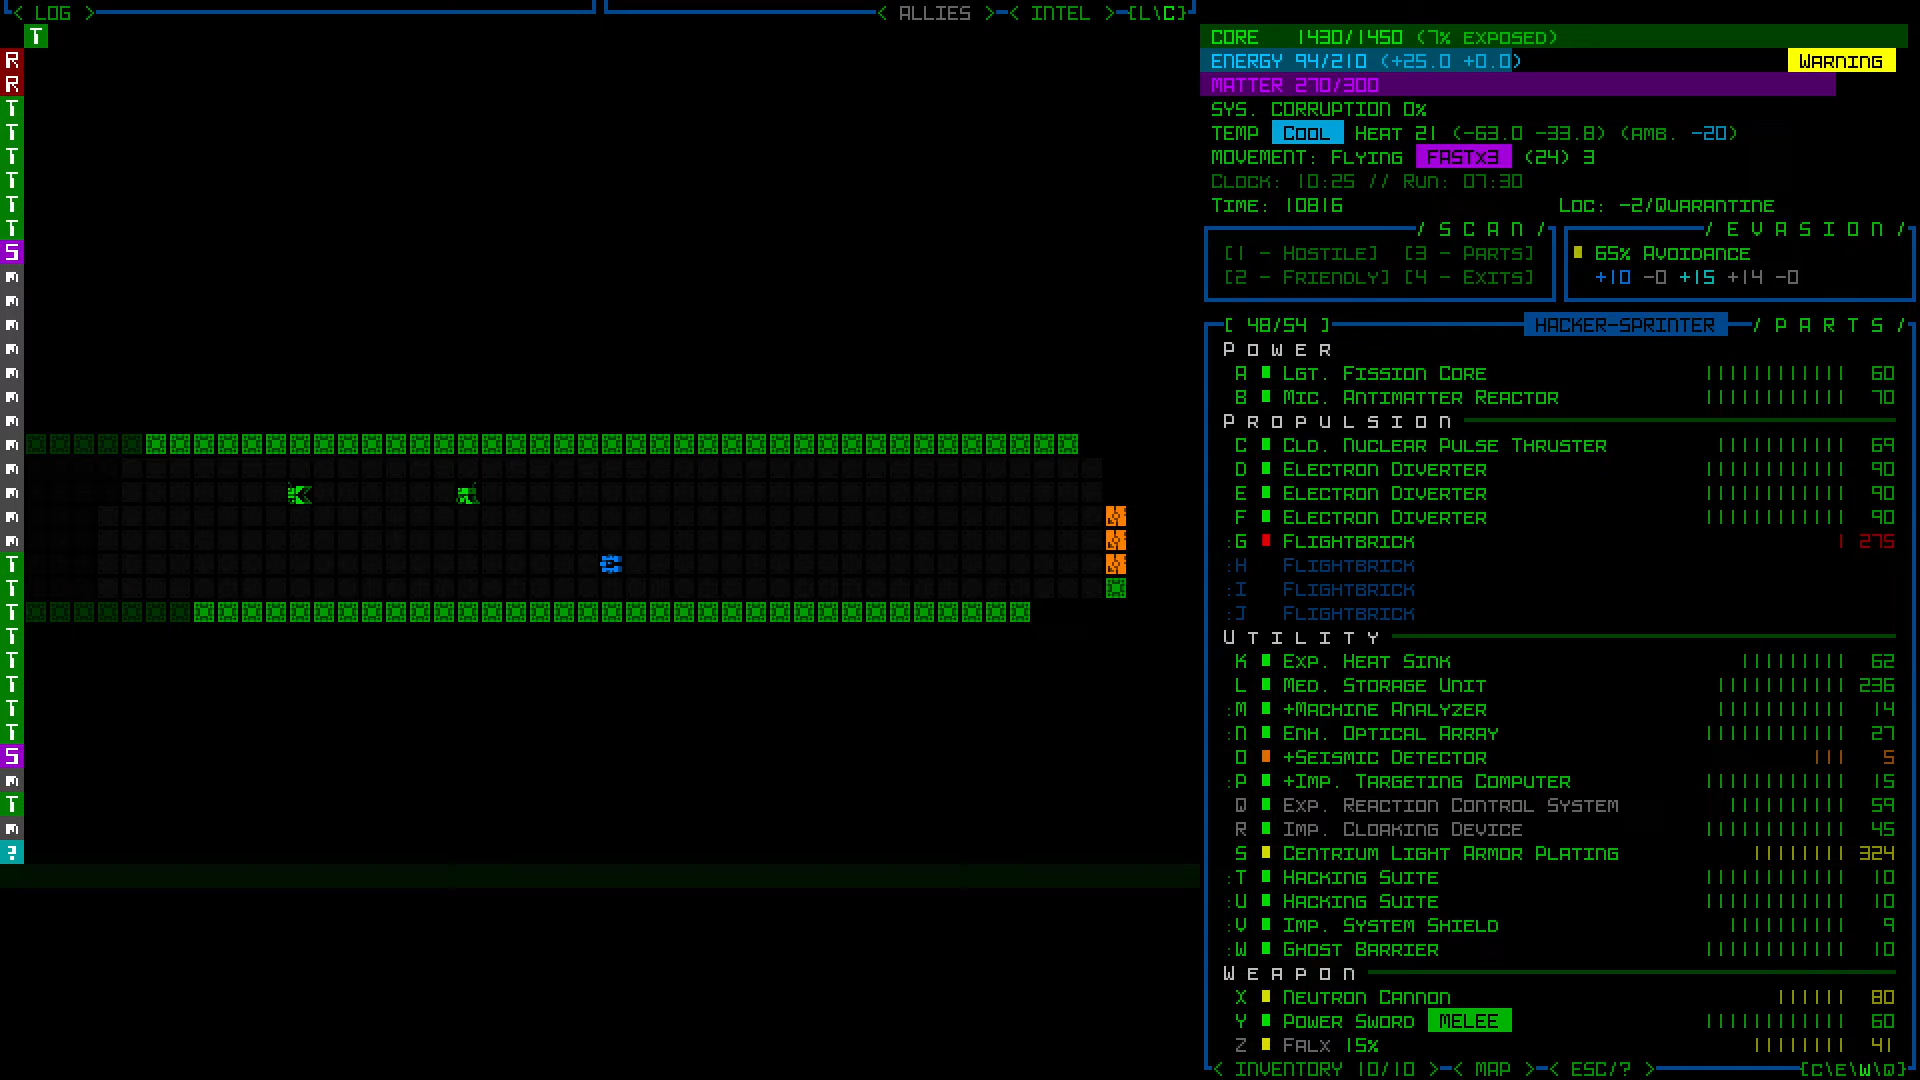 < LOG >
< ALLIES > < INTEL > [L\C]
T
R
R
T
T
T
T
T
T
S
m
m
m
m
m
m
m
m
m
m
m
m
T
T
T
T
T
T
T
T
S
m
T
m
?
CORE 1430/1450 (7% EXPOSED)
ENERGY 94/210 (+25.0 +0.0) WARNING
MATTER 270/300
SYS. CORRUPTION 0%
TEMP COOL HEAT 21 (-63.0 -33.8) (AMB. -20)
MOVEMENT: FLYING FASTx3 (24) 3
CLOCK: 10:25 // RUN: 07:30
TIME: 10816 LOC: -2/QUARANTINE
/ S C A N /
[1 - HOSTILE] [3 - PARTS]
[2 - FRIENDLY] [4 - EXITS]
/ E V A S I O N /
65% AVOIDANCE
+10 -0 +15 +14 -0
[ 48/54 ] HACKER-SPRINTER / P A R T S /
P O W E R
A LGT. FISSION CORE 60
B MIC. ANTIMATTER REACTOR 70
P R O P U L S I O N
C CLD. NUCLEAR PULSE THRUSTER 69
D ELECTRON DIVERTER 90
E ELECTRON DIVERTER 90
F ELECTRON DIVERTER 90
:G FLIGHTBRICK 275
:H FLIGHTBRICK
:I FLIGHTBRICK
:J FLIGHTBRICK
U T I L I T Y
K EXP. HEAT SINK 62
L MED. STORAGE UNIT 236
:M +MACHINE ANALYZER 14
:N ENH. OPTICAL ARRAY 27
O +SEISMIC DETECTOR 5
:P +IMP. TARGETING COMPUTER 15
Q EXP. REACTION CONTROL SYSTEM 59
R IMP. CLOAKING DEVICE 45
S CENTRIUM LIGHT ARMOR PLATING 324
:T HACKING SUITE 10
:U HACKING SUITE 10
:V IMP. SYSTEM SHIELD 9
:W GHOST BARRIER 10
W E A P O N
X NEUTRON CANNON 80
Y POWER SWORD MELEE 60
Z FALX 15% 41
< INVENTORY 10/10 > < MAP > < ESC/? > [C\E\W\Q]